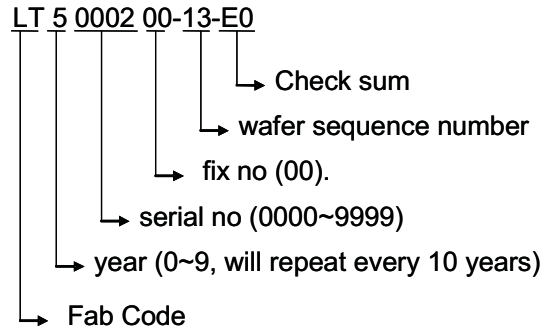 LT 5 0002 00-13-E0
Check sum
wafer sequence number
fix no (00).
serial no (0000~9999)
year (0~9, will repeat every 10 years)
Fab Code